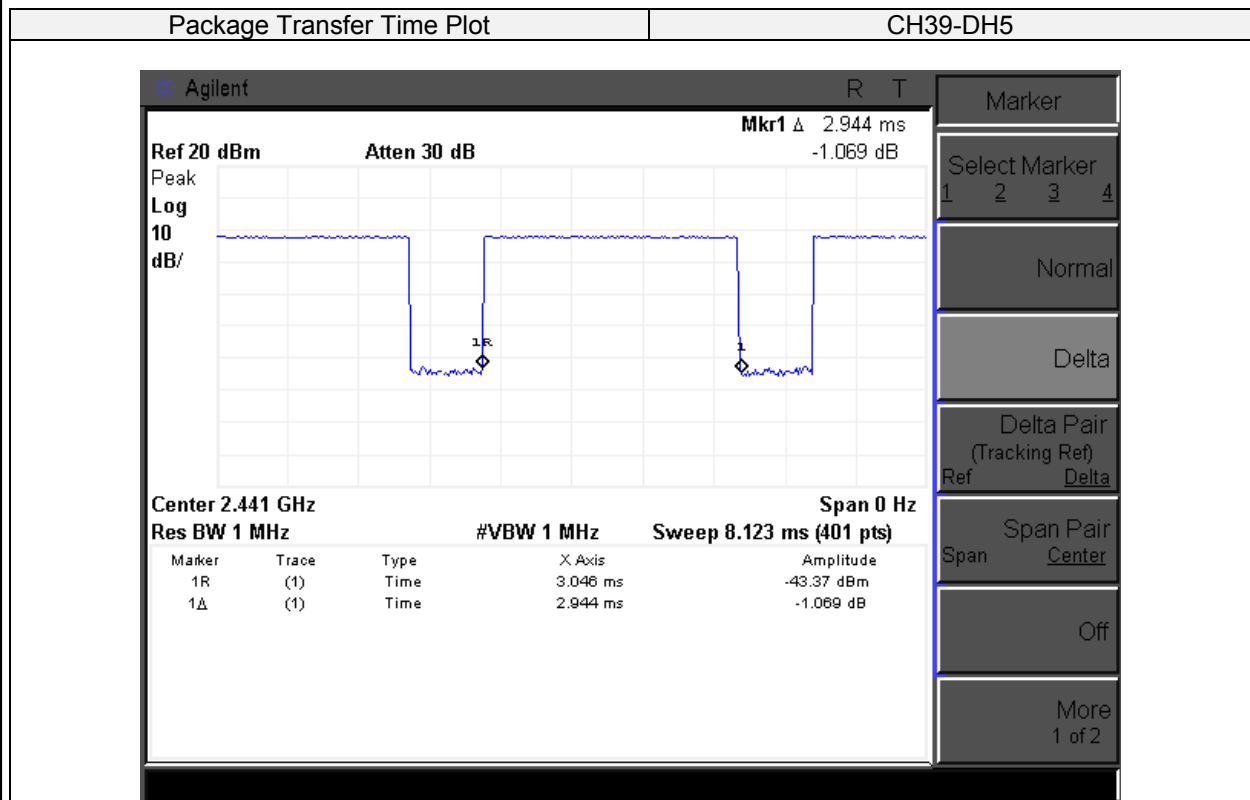 Package Transfer Time Plot CH39-DH5
Agilent R T
Marker
Mkr1 Δ 2.944 ms
Ref 20 dBm Atten 30 dB -1.069 dB
Peak
Log
10
dB/
1R
1
Center 2.441 GHz Span 0 Hz
Res BW 1 MHz #VBW 1 MHz Sweep 8.123 ms (401 pts)
Marker Trace Type X Axis Amplitude
1R (1) Time 3.046 ms -43.37 dBm
1Δ (1) Time 2.944 ms -1.069 dB
Select Marker
1 2 3 4
Normal
Delta
Delta Pair
(Tracking Ref)
Ref Delta
Span Pair
Span Center
Off
More
1 of 2